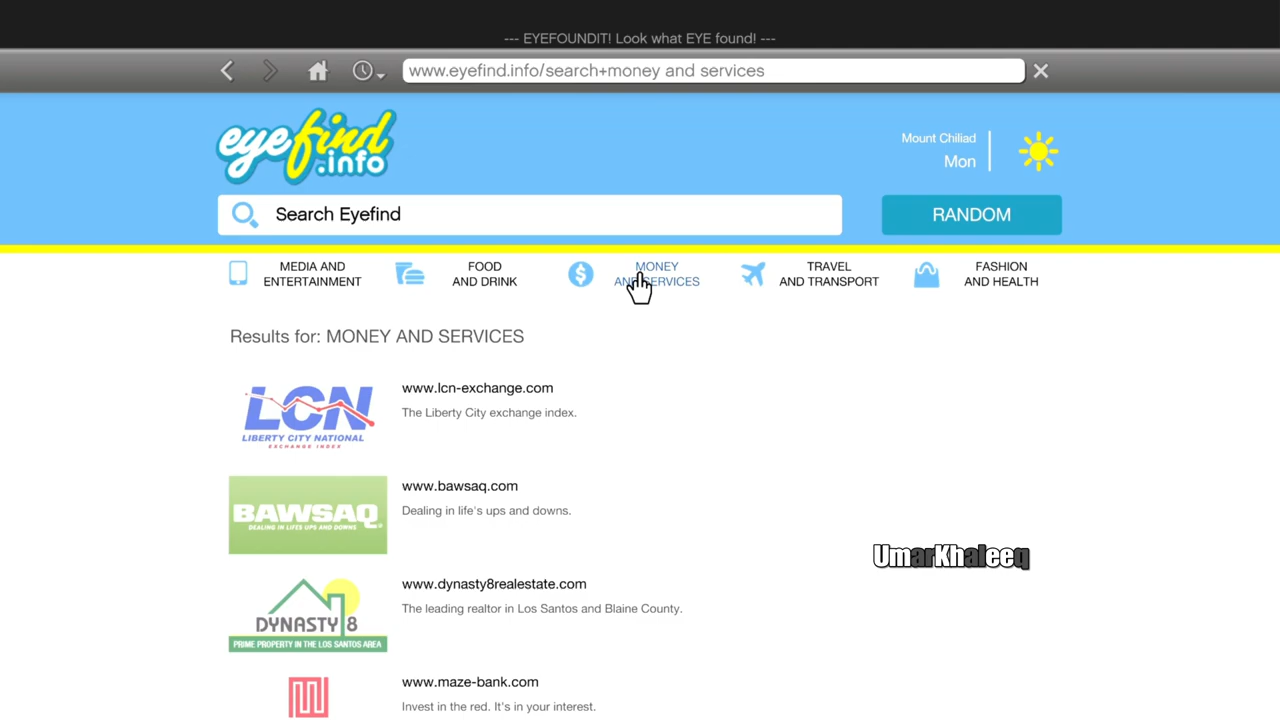 --- EYEFOUNDIT! Look what EYE found! ---
www.eyefind.info/search+money and services
eyefind
.info
Mount Chiliad
Mon
Search Eyefind
RANDOM
MEDIA AND
ENTERTAINMENT
FOOD
AND DRINK
MONEY
AND SERVICES
TRAVEL
AND TRANSPORT
FASHION
AND HEALTH
Results for: MONEY AND SERVICES
LCN
LIBERTY CITY NATIONAL
EXCHANGE INDEX
www.lcn-exchange.com
The Liberty City exchange index.
BAWSAQ
DEALING IN LIFES UPS AND DOWNS
www.bawsaq.com
Dealing in life's ups and downs.
UmarKhaleeq
DYNASTY 8
PRIME PROPERTY IN THE LOS SANTOS AREA
www.dynasty8realestate.com
The leading realtor in Los Santos and Blaine County.
www.maze-bank.com
Invest in the red. It's in your interest.